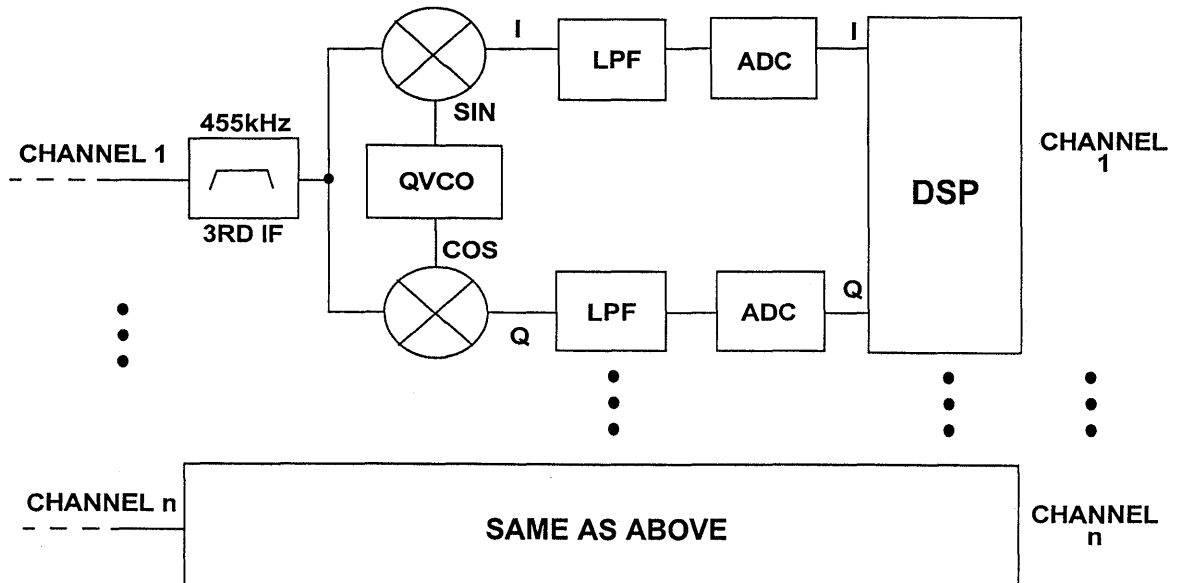 I
I
LPF
ADC
SIN
455kHz
CHANNEL 1
QVCO
DSP
CHANNEL
1
3RD IF
COS
LPF
ADC
Q
Q
CHANNEL n
SAME AS ABOVE
CHANNEL
n